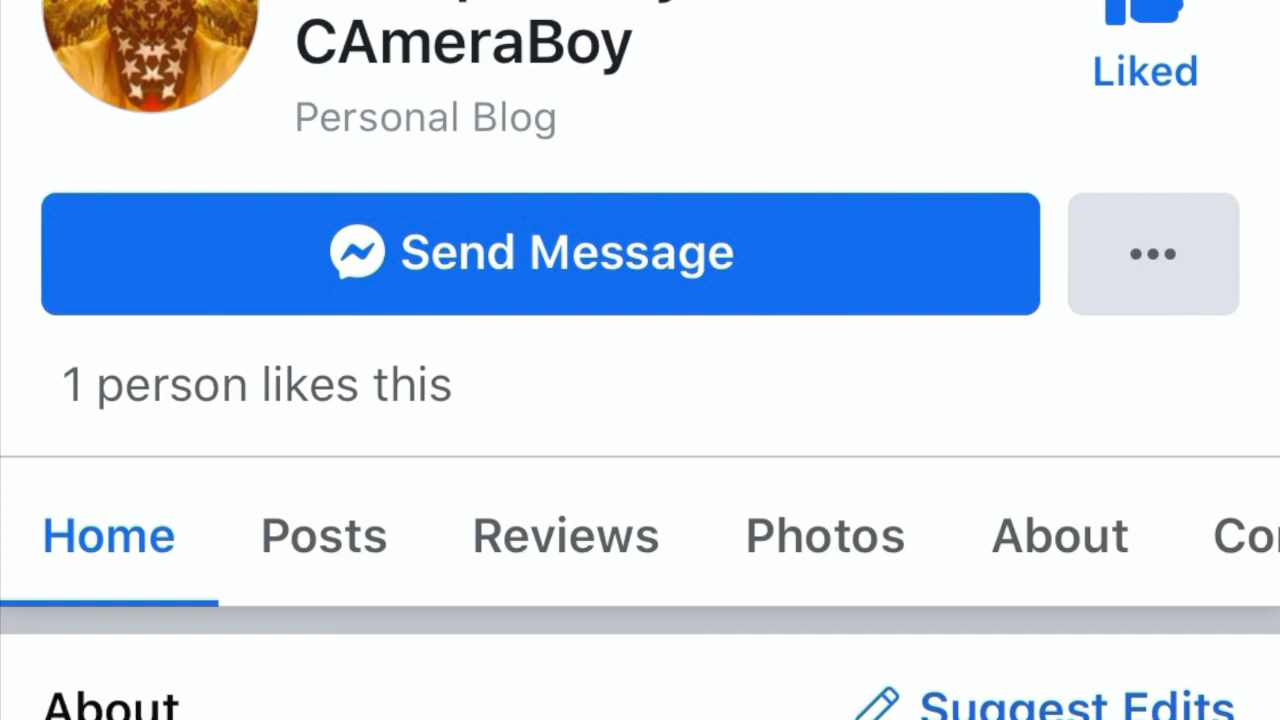 CAmeraBoy
Liked
Personal Blog
Send Message
1 person likes this
Home Posts Reviews Photos About
About Suggest Edits